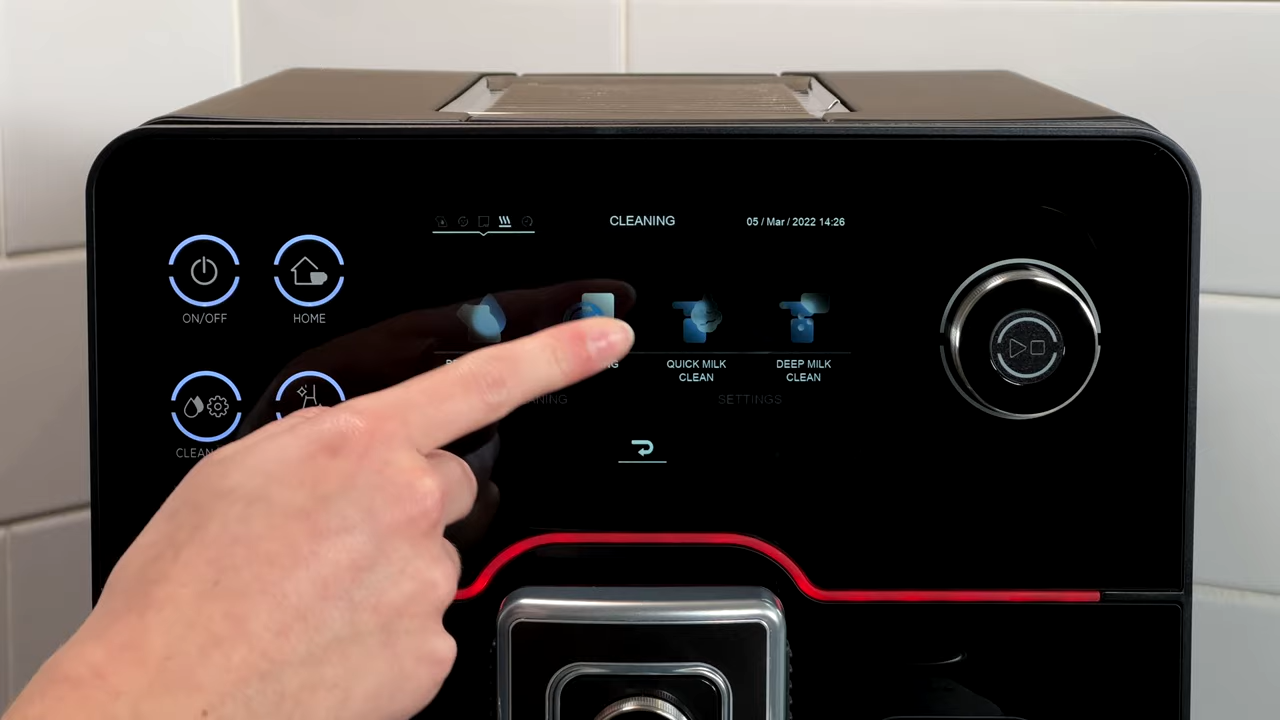 CLEANING
05 / Mar / 2022 14:26
ON/OFF
HOME
QUICK MILK
CLEAN
DEEP MILK
CLEAN
SETTINGS